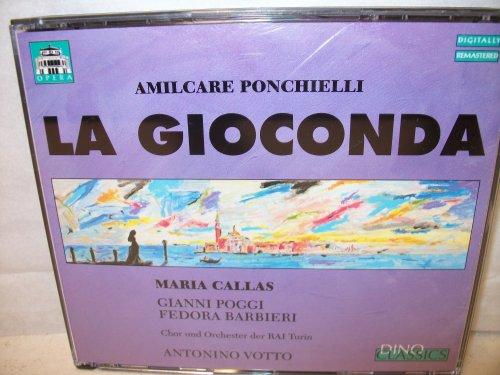 OPERA
DIGITALLY
REMASTERED
AMILCARE PONCHIELLI
LA GIOCONDA
MARIA CALLAS
GIANNI POGGI
FEDORA BARBIERI
Chor und Orchester der RAI Turin
ANTONINO VOTTO
DINO
CLASSICS